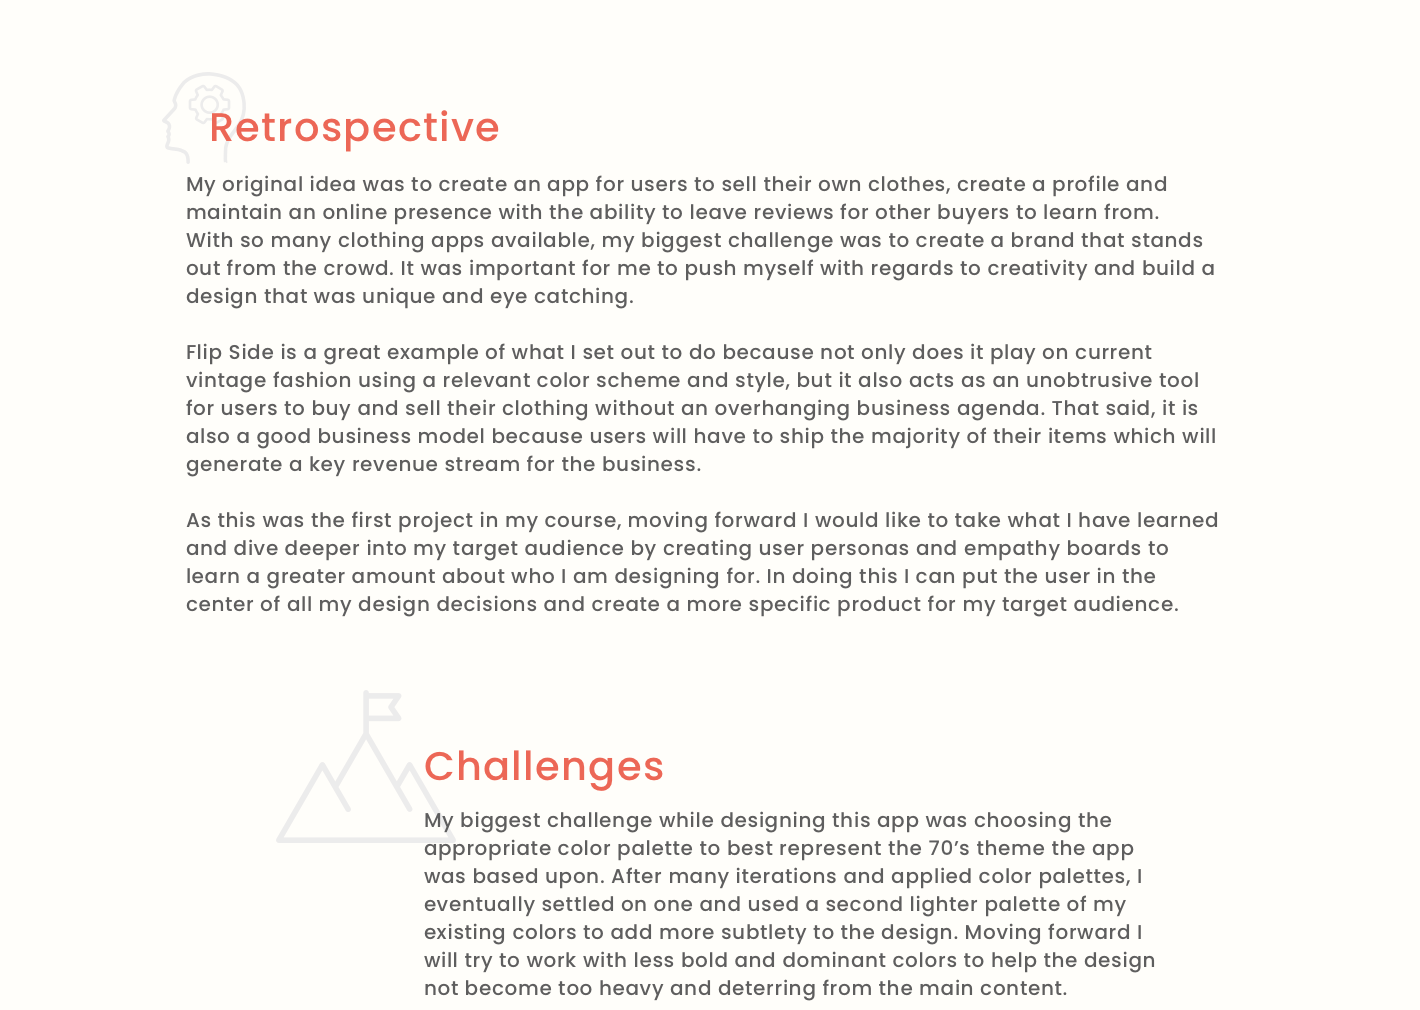 Retrospective
My original idea was to create an app for users to sell their own clothes, create a profile and
maintain an online presence with the ability to leave reviews for other buyers to learn from.
With so many clothing apps available, my biggest challenge was to create a brand that stands
out from the crowd. It was important for me to push myself with regards to creativity and build a
design that was unique and eye catching.
Flip Side is a great example of what I set out to do because not only does it play on current
vintage fashion using a relevant color scheme and style, but it also acts as an unobtrusive tool
for users to buy and sell their clothing without an overhanging business agenda. That said, it is
also a good business model because users will have to ship the majority of their items which will
generate a key revenue stream for the business.
As this was the first project in my course, moving forward I would like to take what I have learned
and dive deeper into my target audience by creating user personas and empathy boards to
learn a greater amount about who I am designing for. In doing this I can put the user in the
center of all my design decisions and create a more specific product for my target audience.
Challenges
My biggest challenge while designing this app was choosing the
appropriate color palette to best represent the 70’s theme the app
was based upon. After many iterations and applied color palettes, I
eventually settled on one and used a second lighter palette of my
existing colors to add more subtlety to the design. Moving forward I
will try to work with less bold and dominant colors to help the design
not become too heavy and deterring from the main content.